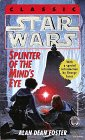 CLASSIC
STAR
WARS
SPLINTER
OF THE
MIND'S
EYE
ALAN DEAN FOSTER